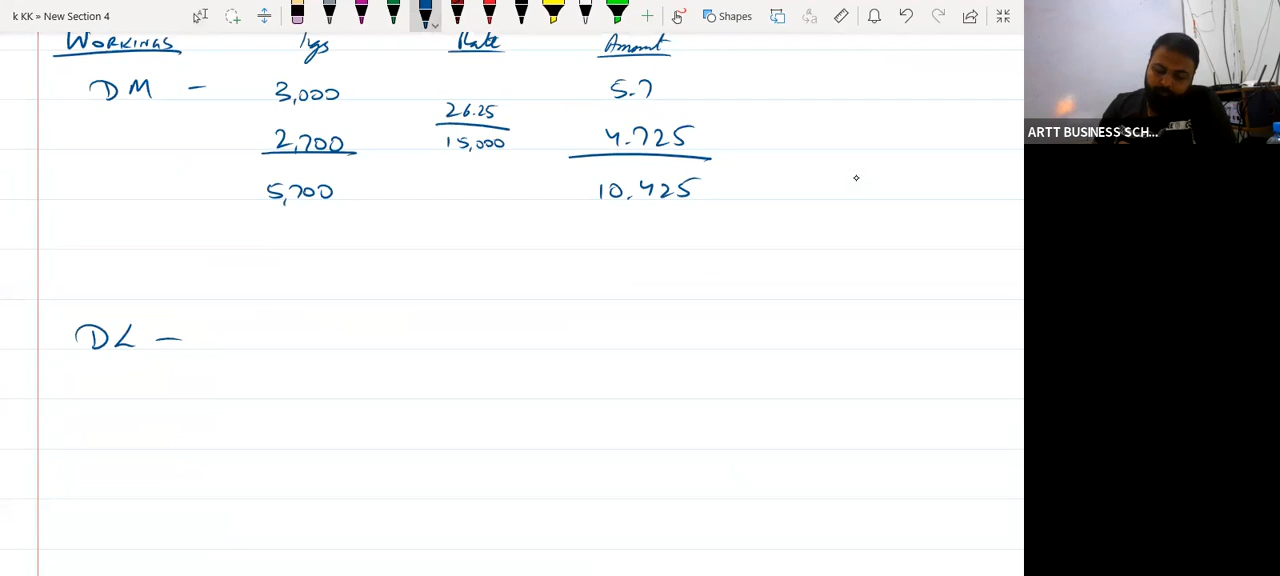 k KK » New Section 4 Shapes
WORKINGS kgs Rate Amount
DM - 3,000 5.7
26.25
2,700 15,000 4.725
5,700 10.425
DL -
ARTT BUSINESS SCH...